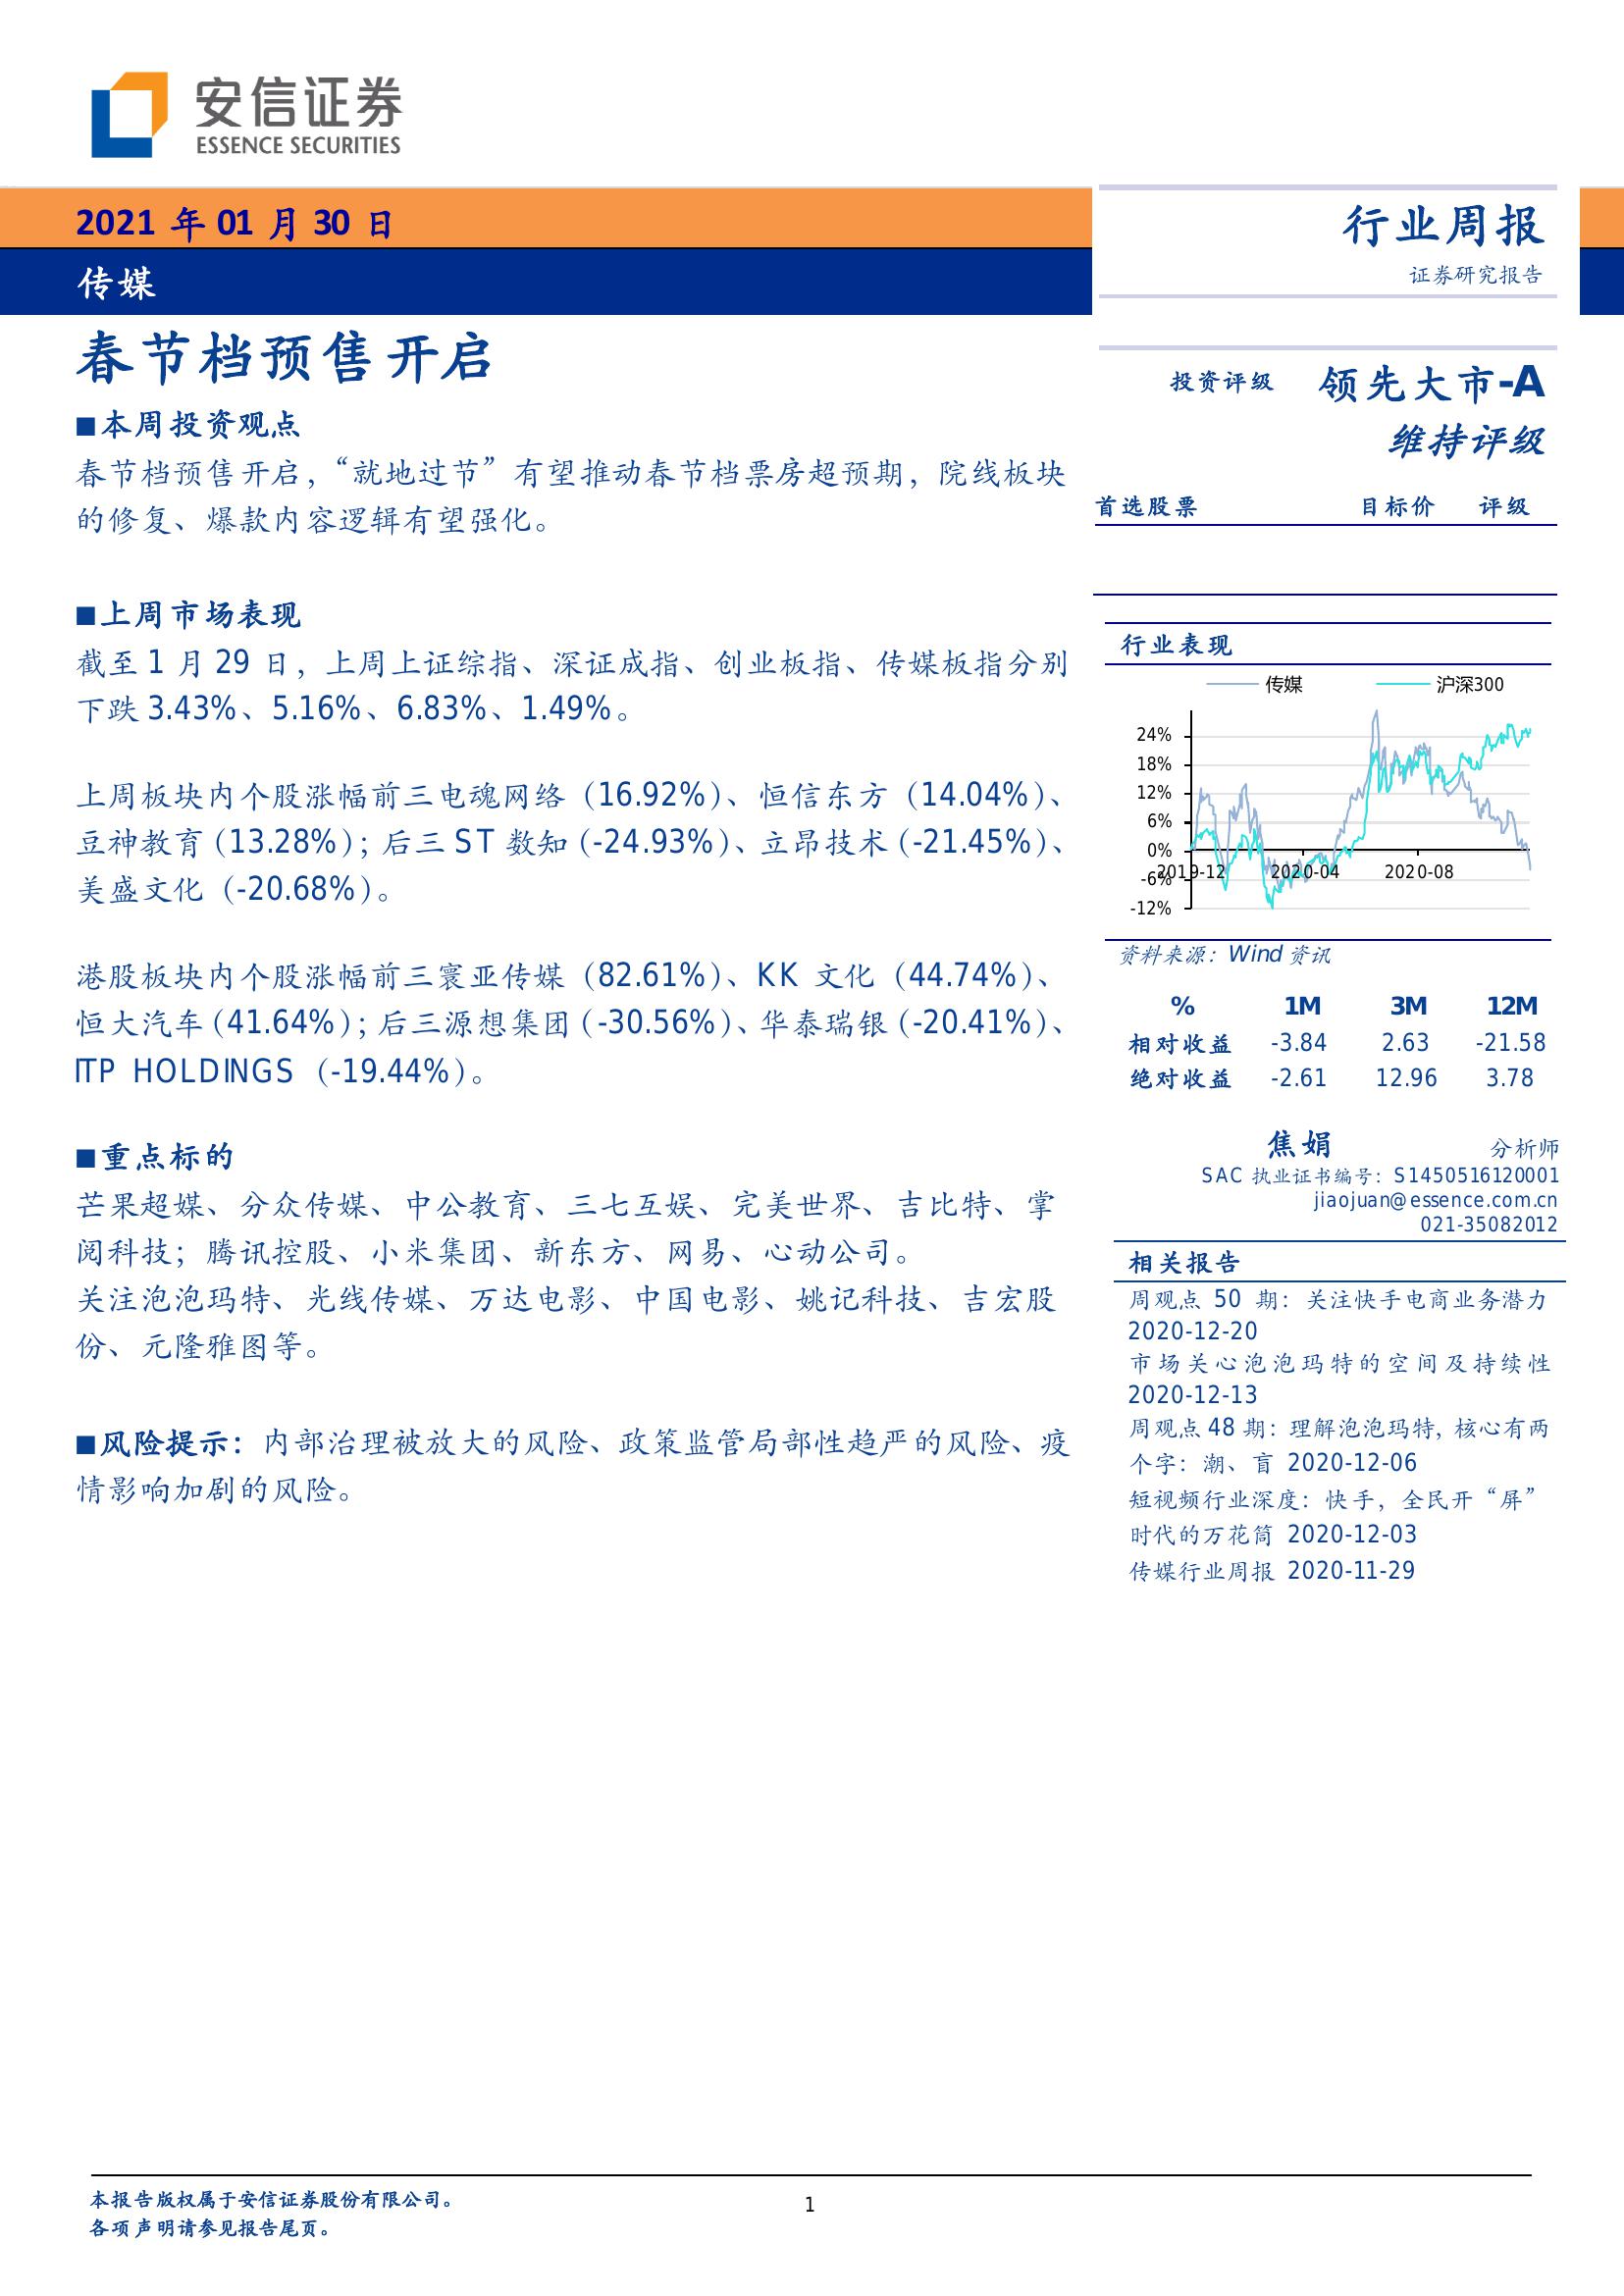 安信证券
ESSENCE SECURITIES
2021 年 01 月 30 日
传媒
春节档预售开启
■本周投资观点
春节档预售开启，“就地过节”有望推动春节档票房超预期，院线板块
的修复、爆款内容逻辑有望强化。
■上周市场表现
截至 1 月 29 日，上周上证综指、深证成指、创业板指、传媒板指分别
下跌 3.43%、5.16%、6.83%、1.49%。
上周板块内个股涨幅前三电魂网络（16.92%）、恒信东方（14.04%）、
豆神教育（13.28%）；后三 ST 数知（-24.93%）、立昂技术（-21.45%）、
美盛文化（-20.68%）。
港股板块内个股涨幅前三寰亚传媒（82.61%）、KK 文化（44.74%）、
恒大汽车（41.64%）；后三源想集团（-30.56%）、华泰瑞银（-20.41%）、
ITP HOLDINGS（-19.44%）。
■重点标的
芒果超媒、分众传媒、中公教育、三七互娱、完美世界、吉比特、掌
阅科技；腾讯控股、小米集团、新东方、网易、心动公司。
关注泡泡玛特、光线传媒、万达电影、中国电影、姚记科技、吉宏股
份、元隆雅图等。
■风险提示：内部治理被放大的风险、政策监管局部性趋严的风险、疫
情影响加剧的风险。
行业周报
证券研究报告
投资评级 领先大市-A
维持评级
首选股票 目标价 评级
行业表现
传媒 沪深300
24%
18%
12%
6%
0%
-6%
-12%
2019-12 2020-04 2020-08
资料来源：Wind 资讯
% 1M 3M 12M
相对收益 -3.84 2.63 -21.58
绝对收益 -2.61 12.96 3.78
焦娟 分析师
SAC 执业证书编号：S1450516120001
jiaojuan@essence.com.cn
021-35082012
相关报告
周观点 50 期：关注快手电商业务潜力
2020-12-20
市场关心泡泡玛特的空间及持续性
2020-12-13
周观点 48 期：理解泡泡玛特，核心有两
个字：潮、盲 2020-12-06
短视频行业深度：快手，全民开“屏”
时代的万花筒 2020-12-03
传媒行业周报 2020-11-29
本报告版权属于安信证券股份有限公司。
各项声明请参见报告尾页。
1